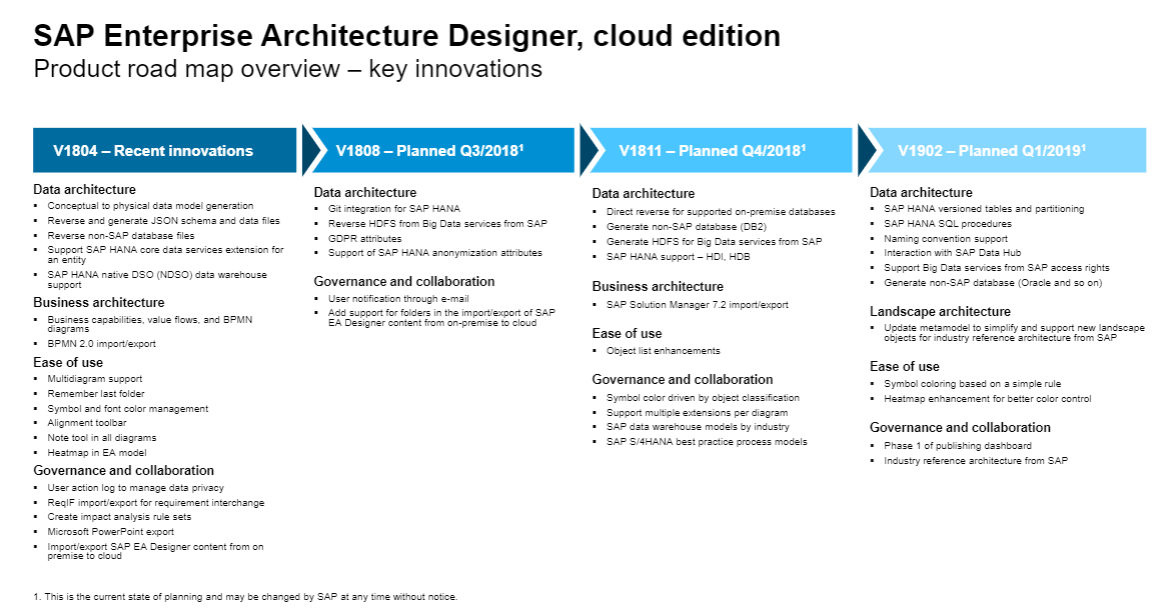 SAP Enterprise Architecture Designer, cloud edition
Product road map overview – key innovations
V1804 – Recent innovations
Data architecture
▪ Conceptual to physical data model generation
▪ Reverse and generate JSON schema and data files
▪ Reverse non-SAP database files
▪ Support SAP HANA core data services extension for
an entity
▪ SAP HANA native DSO (NDSO) data warehouse
support
Business architecture
▪ Business capabilities, value flows, and BPMN
diagrams
▪ BPMN 2.0 import/export
Ease of use
▪ Multidiagram support
▪ Remember last folder
▪ Symbol and font color management
▪ Alignment toolbar
▪ Note tool in all diagrams
▪ Heatmap in EA model
Governance and collaboration
▪ User action log to manage data privacy
▪ ReqIF import/export for requirement interchange
▪ Create impact analysis rule sets
▪ Microsoft PowerPoint export
▪ Import/export SAP EA Designer content from on
premise to cloud
V1808 – Planned Q3/2018¹
Data architecture
▪ Git integration for SAP HANA
▪ Reverse HDFS from Big Data services from SAP
▪ GDPR attributes
▪ Support of SAP HANA anonymization attributes
Governance and collaboration
▪ User notification through e-mail
▪ Add support for folders in the import/export of SAP
EA Designer content from on-premise to cloud
V1811 – Planned Q4/2018¹
Data architecture
▪ Direct reverse for supported on-premise databases
▪ Generate non-SAP database (DB2)
▪ Generate HDFS for Big Data services from SAP
▪ SAP HANA support – HDI, HDB
Business architecture
▪ SAP Solution Manager 7.2 import/export
Ease of use
▪ Object list enhancements
Governance and collaboration
▪ Symbol color driven by object classification
▪ Support multiple extensions per diagram
▪ SAP data warehouse models by industry
▪ SAP S/4HANA best practice process models
V1902 – Planned Q1/2019¹
Data architecture
▪ SAP HANA versioned tables and partitioning
▪ SAP HANA SQL procedures
▪ Naming convention support
▪ Interaction with SAP Data Hub
▪ Support Big Data services from SAP access rights
▪ Generate non-SAP database (Oracle and so on)
Landscape architecture
▪ Update metamodel to simplify and support new landscape
objects for industry reference architecture from SAP
Ease of use
▪ Symbol coloring based on a simple rule
▪ Heatmap enhancement for better color control
Governance and collaboration
▪ Phase 1 of publishing dashboard
▪ Industry reference architecture from SAP
1. This is the current state of planning and may be changed by SAP at any time without notice.